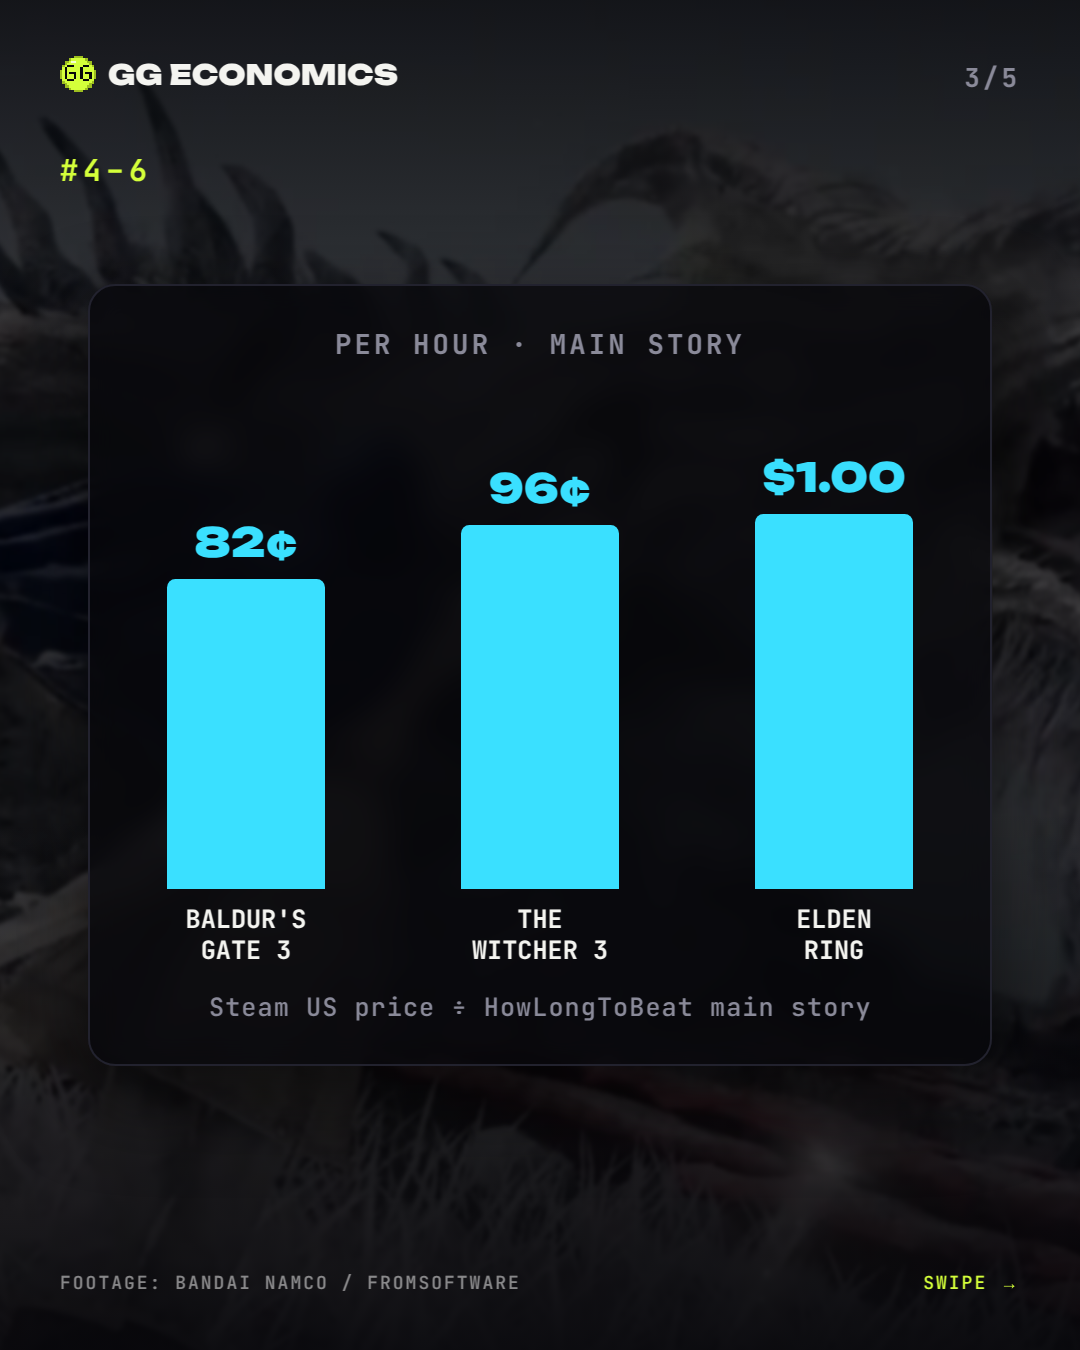 GG ECONOMICS
3/5
#4-6
PER HOUR · MAIN STORY
82¢
96¢
$1.00
BALDUR'S
GATE 3
THE
WITCHER 3
ELDEN
RING
Steam US price ÷ HowLongToBeat main story
FOOTAGE: BANDAI NAMCO / FROMSOFTWARE
SWIPE →